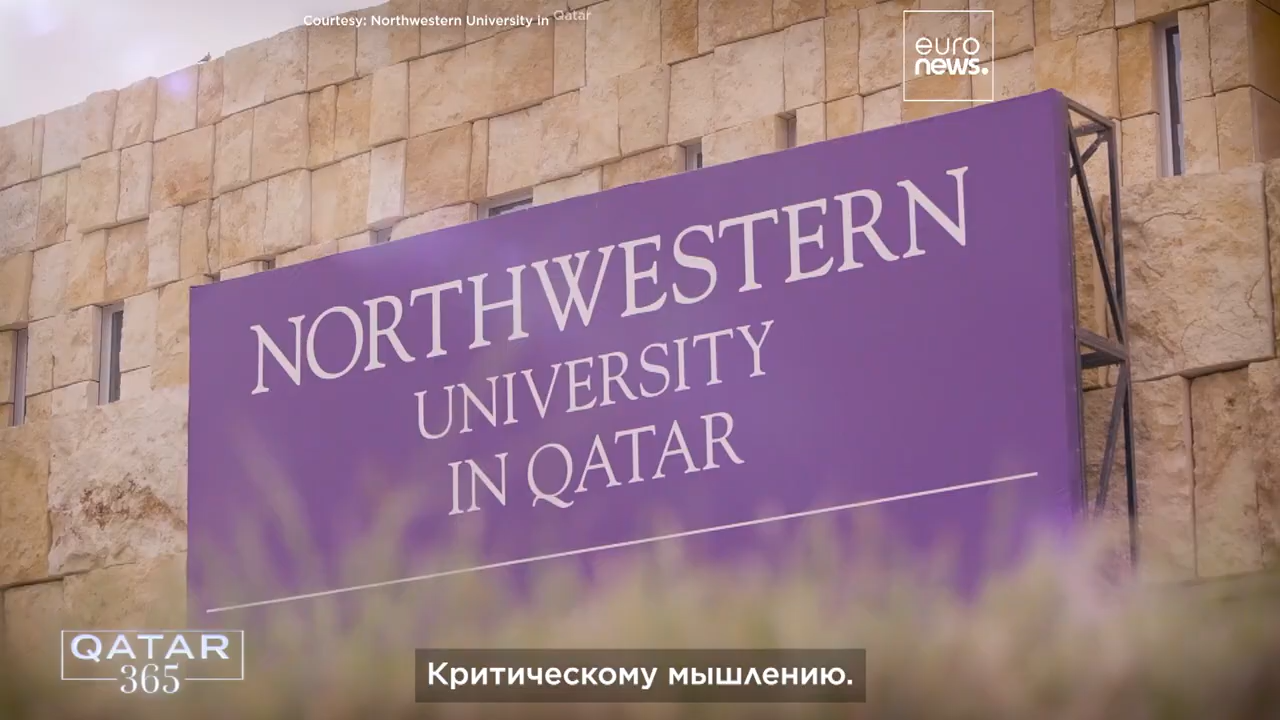 Courtesy: Northwestern University in Qatar
euro
news.
NORTHWESTERN
UNIVERSITY
IN QATAR
QATAR
365
Критическому мышлению.